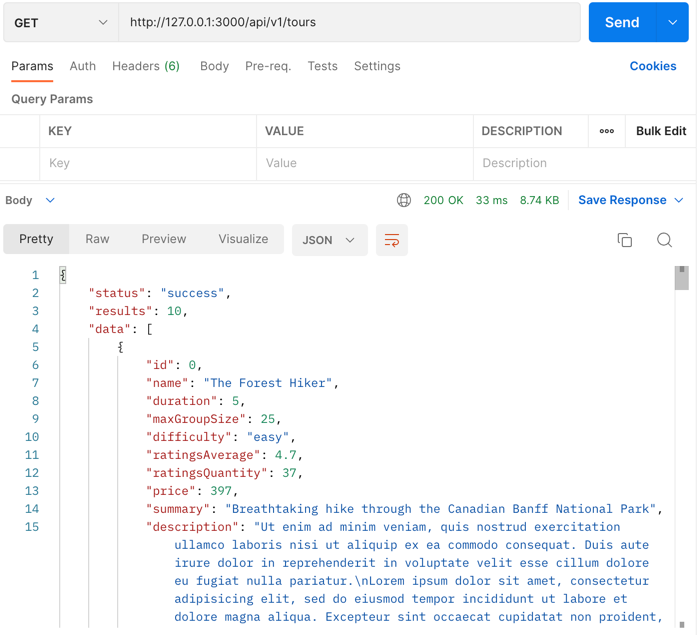 GET http://127.0.0.1:3000/api/v1/tours Send
Params Auth Headers (6) Body Pre-req. Tests Settings Cookies
Query Params
KEY VALUE DESCRIPTION ooo Bulk Edit
Key Value Description
Body 200 OK 33 ms 8.74 KB Save Response
Pretty Raw Preview Visualize JSON
1 {
2 "status": "success",
3 "results": 10,
4 "data": [
5 {
6 "id": 0,
7 "name": "The Forest Hiker",
8 "duration": 5,
9 "maxGroupSize": 25,
10 "difficulty": "easy",
11 "ratingsAverage": 4.7,
12 "ratingsQuantity": 37,
13 "price": 397,
14 "summary": "Breathtaking hike through the Canadian Banff National Park",
15 "description": "Ut enim ad minim veniam, quis nostrud exercitation
ullamco laboris nisi ut aliquip ex ea commodo consequat. Duis aute
irure dolor in reprehenderit in voluptate velit esse cillum dolore
eu fugiat nulla pariatur.\nLorem ipsum dolor sit amet, consectetur
adipisicing elit, sed do eiusmod tempor incididunt ut labore et
dolore magna aliqua. Excepteur sint occaecat cupidatat non proident,